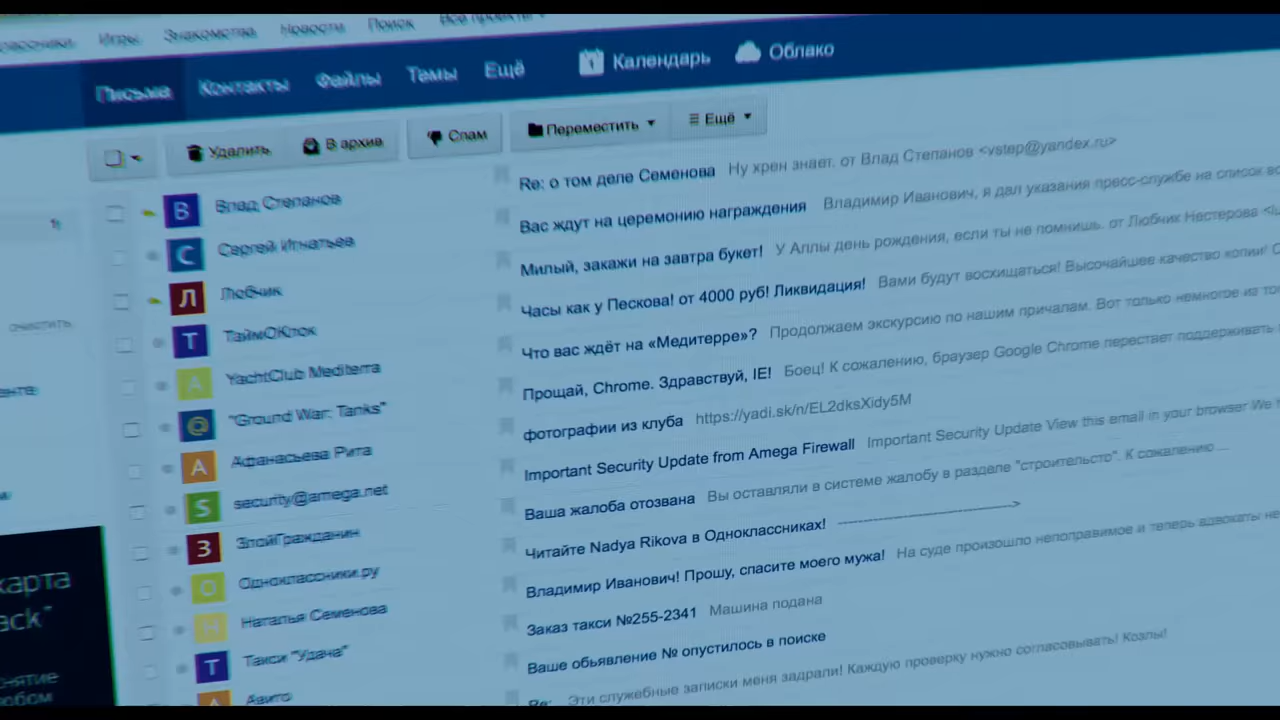 Игры Знакомства Новости Поиск Все проекты
Письма Контакты Файлы Темы Ещё 1 Календарь Облако
Удалить В архив Спам Переместить Ещё
В Влад Степанов Re: о том деле Семенова Ну хрен знает. от Влад Степанов <vstep@yandex.ru>
С Сергей Игнатьев Вас ждут на церемонию награждения Владимир Иванович, я дал указания пресс-службе на список
Л Любчик Милый, закажи на завтра букет! У Аллы день рождения, если ты не помнишь. от Любчик Нестерова
Т ТаймОКлок Часы как у Пескова! от 4000 руб! Ликвидация! Вами будут восхищаться! Высочайшее качество копии!
A YachtClub Mediterra Что вас ждёт на «Медитерре»? Продолжаем экскурсию по нашим причалам. Вот только немногое из
@ "Ground War: Tanks" Прощай, Chrome. Здравствуй, IE! Боец! К сожалению, браузер Google Chrome перестает поддерживать
А Афанасьева Рита фотографии из клуба https://yadi.sk/n/EL2dksXidy5M
S security@amega.net Important Security Update from Amega Firewall Important Security Update View this email in your browser We
З ЗлойГражданин Ваша жалоба отозвана Вы оставляли в системе жалобу в разделе "строительсто". К сожалению...
О Одноклассники.ру Читайте Nadya Rikova в Одноклассниках! ------------------------------>
Н Наталья Семенова Владимир Иванович! Прошу, спасите моего мужа! На суде произошло непоправимое и теперь адвокаты не
Т Такси "Удача" Заказ такси №255-2341 Машина подана
А Авито Ваше обьявление № опустилось в поиске
Re: Эти служебные записки меня задрали! Каждую проверку нужно согласовывать! Козлы!
очистить
карта